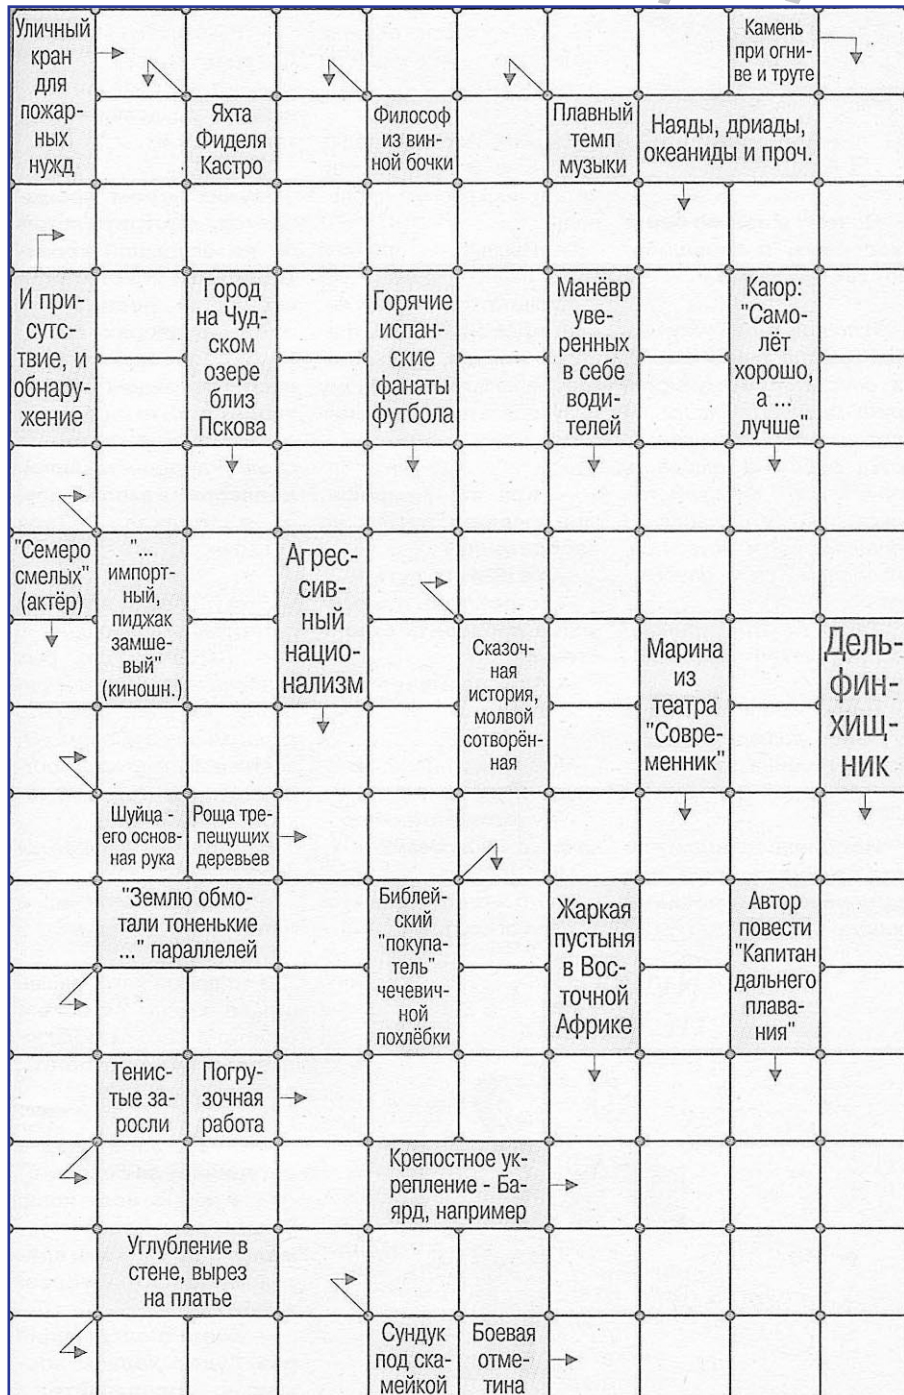 Уличный
кран
для
пожар-
ных
нужд
Камень
при огни-
ве и труте
Яхта
Фиделя
Кастро
Философ
из вин-
ной бочки
Плавный
темп
музыки
Наяды, дриады,
океаниды и проч.
И при-
сутс-
твие, и
обнару-
жение
Город
на Чуд-
ском
озере
близ
Пскова
Горячие
испан-
ские
фанаты
футбола
Манёвр
уве-
ренных
в себе
води-
телей
Каюр:
"Само-
лёт
хорошо,
а ...
лучше"
"Семеро
смелых"
(актёр)
"...
импорт-
ный,
пиджак
замше-
вый"
(киношн.)
Агрес-
сив-
ный
нацио-
нализм
Сказоч-
ная
история,
молвой
сотворён-
ная
Марина
из
театра
"Совре-
менник"
Дель-
фин-
хищ-
ник
Шуйца -
его основ-
ная рука
Роща тре-
пещущих
деревьев
"Землю обмо-
тали тоненькие
..." параллелей
Библей-
ский
"покупа-
тель"
чечевич-
ной
похлёбки
Жаркая
пустыня
в Вос-
точной
Африке
Автор
повести
"Капитан
дальнего
плава-
ния"
Тенис-
тые за-
росли
Погру-
зочная
работа
Крепостное ук-
репление - Ба-
ярд, например
Углубление в
стене, вырез
на платье
Сундук
под ска-
мейкой
Боевая
отме-
тина